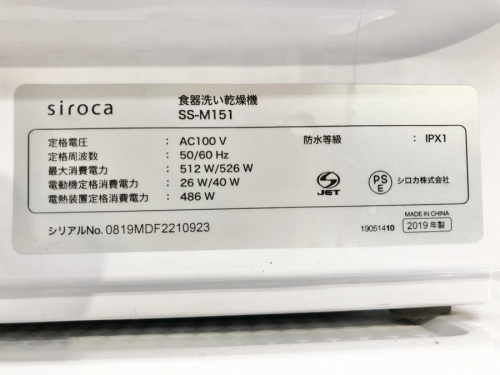 siroca
食器洗い乾燥機
SS-M151
定格電圧 : AC100 V
防水等級 : IPX1
定格周波数 : 50/60 Hz
最大消費電力 : 512 W/526 W
電動機定格消費電力 : 26 W/40 W
電熱装置定格消費電力 : 486 W
JET
PS
E
シロカ株式会社
シリアルNo. 0819MDF2210923
19051410
MADE IN CHINA
2019 年製